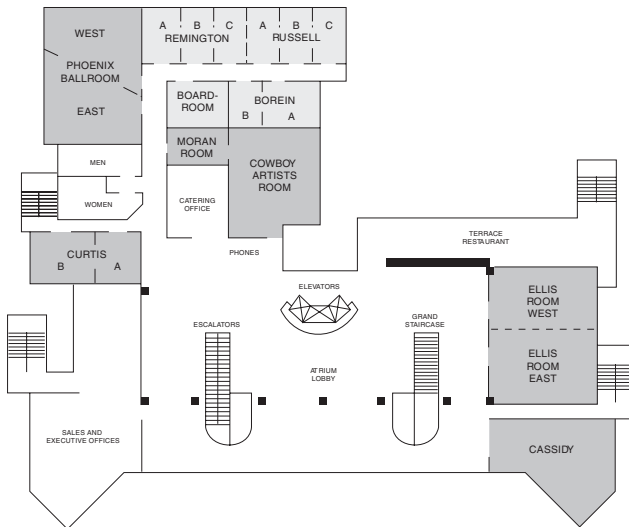 A B C A B C
REMINGTON RUSSELL
WEST
PHOENIX
BALLROOM
EAST
BOARD-
ROOM
BOREIN
B A
MORAN
ROOM
COWBOY
ARTISTS
ROOM
MEN
WOMEN
CATERING
OFFICE
PHONES
TERRACE
RESTAURANT
CURTIS
B A
ELEVATORS
ELLIS
ROOM
WEST
ESCALATORS
GRAND
STAIRCASE
ELLIS
ROOM
EAST
ATRIUM
LOBBY
SALES AND
EXECUTIVE OFFICES
CASSIDY